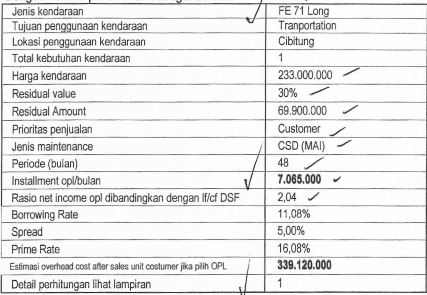 Jenis kendaraan FE 71 Long
Tujuan penggunaan kendaraan Tranportation
Lokasi penggunaan kendaraan Cibitung
Total kebutuhan kendaraan 1
Harga kendaraan 233.000.000
Residual value 30%
Residual Amount 69.900.000
Prioritas penjualan Customer
Jenis maintenance CSD (MAI)
Periode (bulan) 48
Installment opl/bulan 7.065.000
Rasio net income opl dibandingkan dengan lf/cf DSF 2,04
Borrowing Rate 11,08%
Spread 5,00%
Prime Rate 16,08%
Estimasi overhead cost after sales unit costumer jika pilih OPL 339.120.000
Detail perhitungan lihat lampiran 1